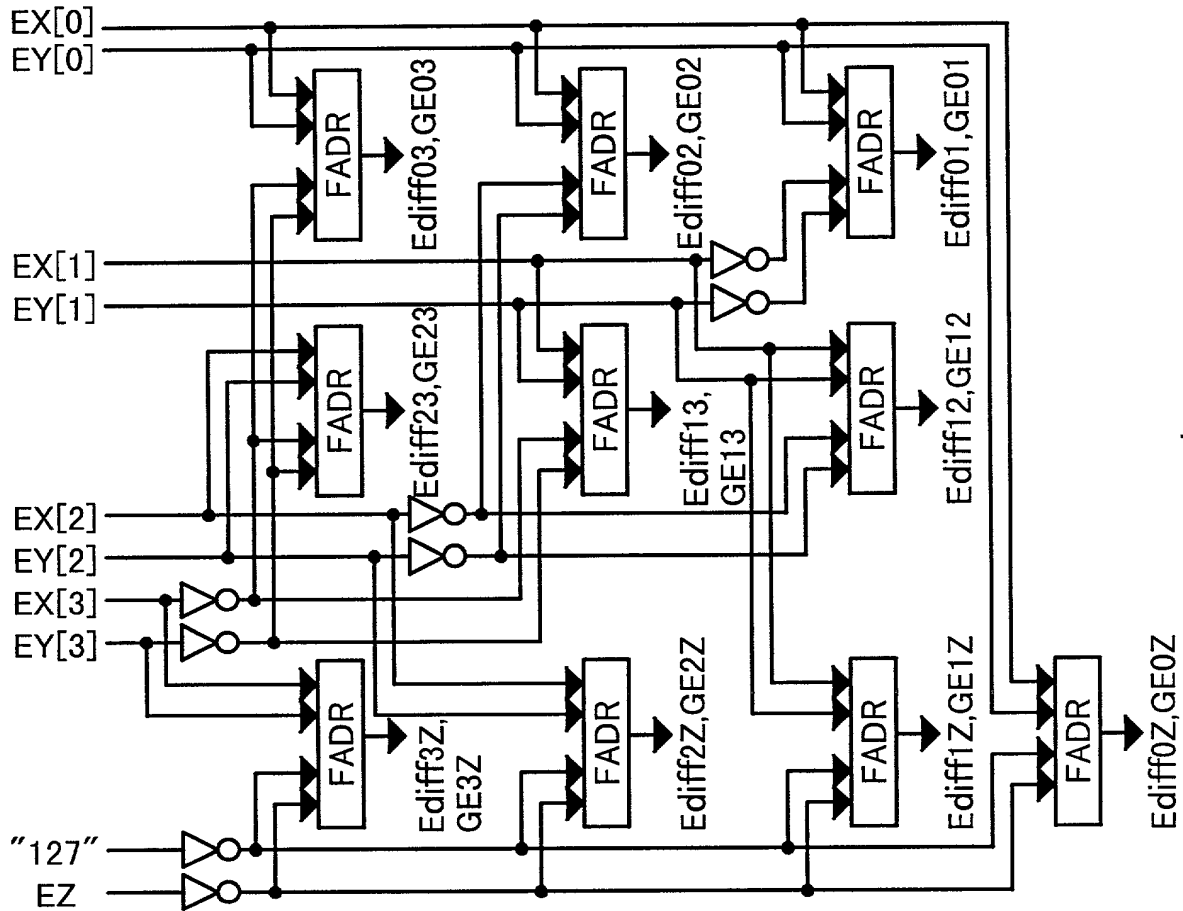 EX[0]
EY[0]
FADR
Ediff03,GE03
FADR
Ediff02,GE02
FADR
Ediff01,GE01
EX[1]
EY[1]
FADR
Ediff23,GE23
FADR
Ediff13,
GE13
FADR
Ediff12,GE12
EX[2]
EY[2]
EX[3]
EY[3]
FADR
Ediff3Z,
GE3Z
FADR
Ediff2Z,GE2Z
FADR
Ediff1Z,GE1Z
FADR
Ediff0Z,GE0Z
"127"
EZ